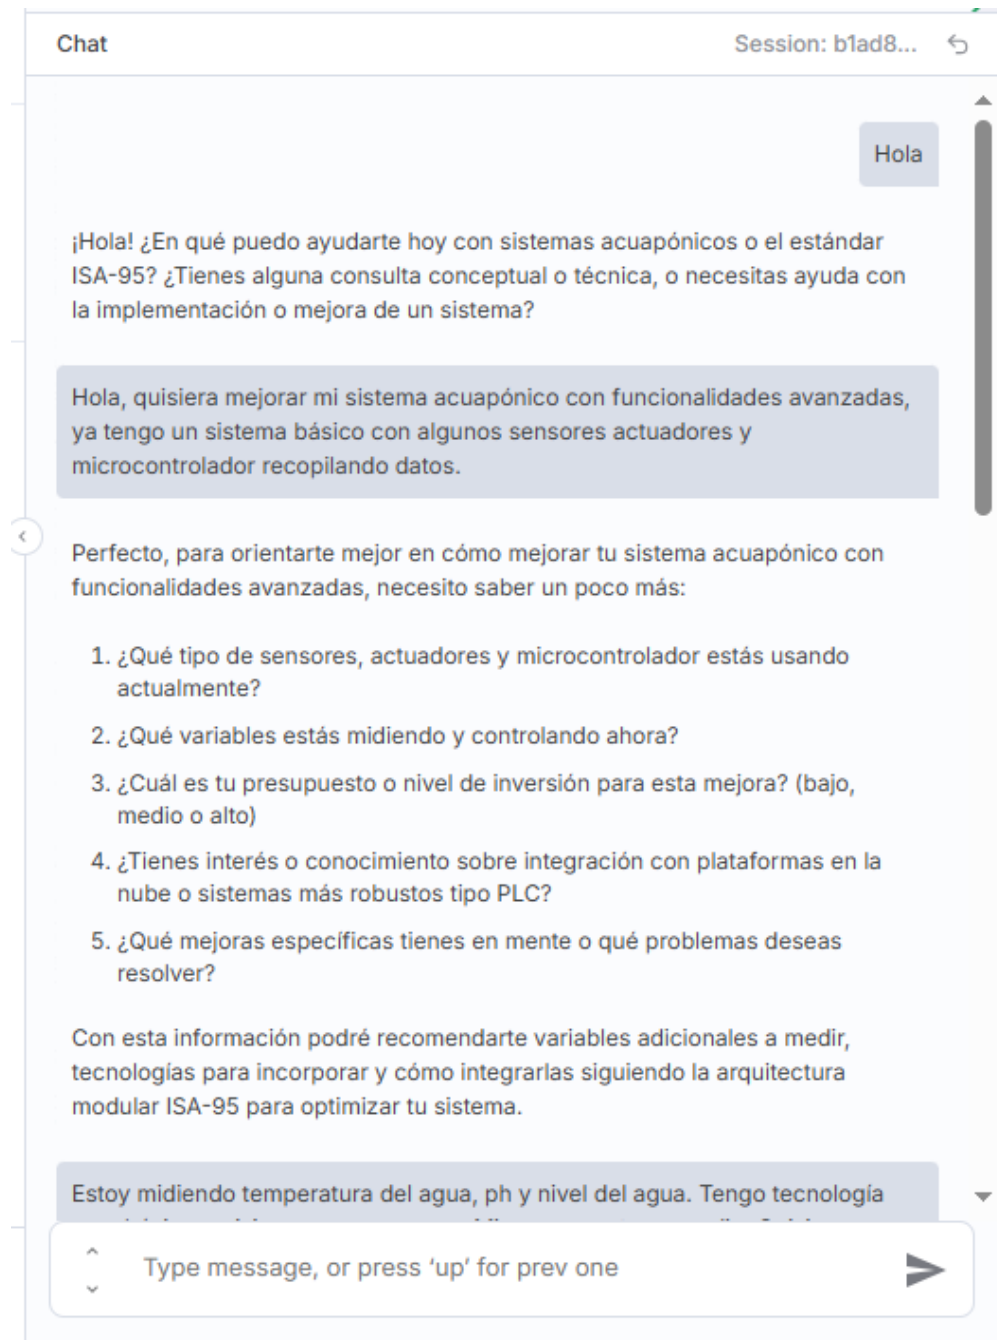 Chat
Session: b1ad8...
Hola
¡Hola! ¿En qué puedo ayudarte hoy con sistemas acuapónicos o el estándar
ISA-95? ¿Tienes alguna consulta conceptual o técnica, o necesitas ayuda con
la implementación o mejora de un sistema?
Hola, quisiera mejorar mi sistema acuapónico con funcionalidades avanzadas,
ya tengo un sistema básico con algunos sensores actuadores y
microcontrolador recopilando datos.
Perfecto, para orientarte mejor en cómo mejorar tu sistema acuapónico con
funcionalidades avanzadas, necesito saber un poco más:
1. ¿Qué tipo de sensores, actuadores y microcontrolador estás usando
actualmente?
2. ¿Qué variables estás midiendo y controlando ahora?
3. ¿Cuál es tu presupuesto o nivel de inversión para esta mejora? (bajo,
medio o alto)
4. ¿Tienes interés o conocimiento sobre integración con plataformas en la
nube o sistemas más robustos tipo PLC?
5. ¿Qué mejoras específicas tienes en mente o qué problemas deseas
resolver?
Con esta información podré recomendarte variables adicionales a medir,
tecnologías para incorporar y cómo integrarlas siguiendo la arquitectura
modular ISA-95 para optimizar tu sistema.
Estoy midiendo temperatura del agua, ph y nivel del agua. Tengo tecnología
Type message, or press ‘up’ for prev one